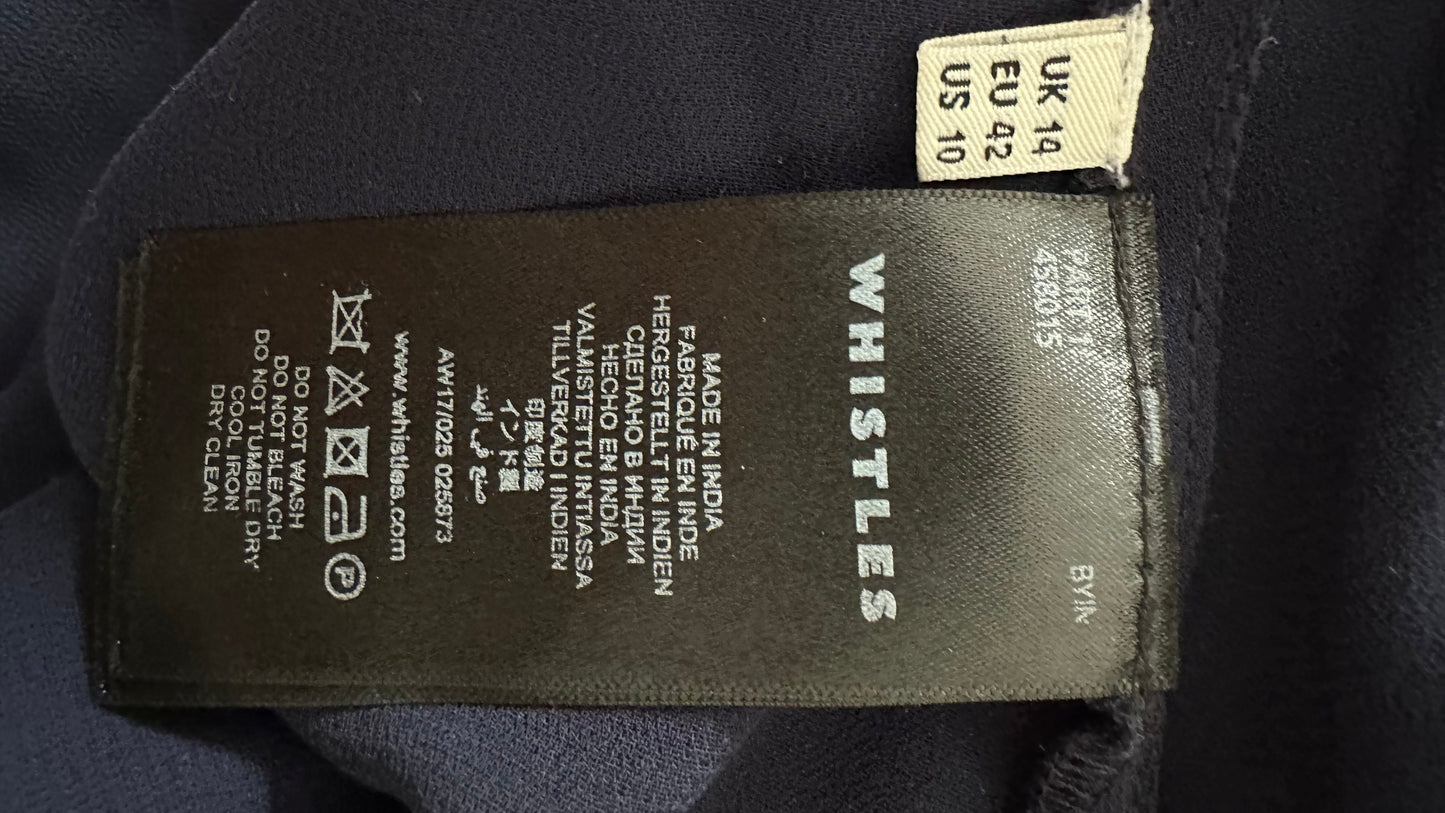 UK 14
EU 42
US 10
436015
BYIN
WHISTLES
MADE IN INDIA
FABRIQUÉ EN INDE
HERGESTELLT IN INDIEN
СДЕЛАНО В ИНДИИ
HECHO EN INDIA
VALMISTETTU INTIASSA
TILLVERKAD I INDIEN
印度制造
インド製
صنع في الهند
AW17/025 025873
www.whistles.com
P
DO NOT WASH
DO NOT BLEACH
DO NOT TUMBLE DRY
COOL IRON
DRY CLEAN